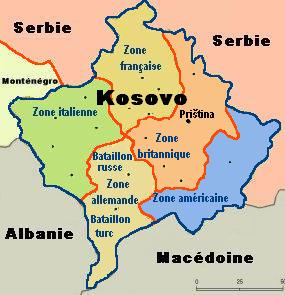 Serbie
Serbie
Zone
française
Monténégro
Kosovo
Zone italienne
Priština
Zone
britannique
Bataillon
russe
Zone
allemande
Zone américaine
Bataillon
turc
Albanie
Macédoine
0
25
50